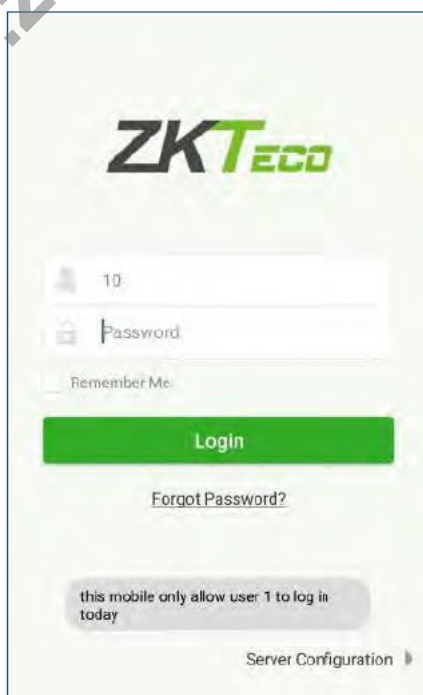 ZKTECO
10
Password
Remember Me
Login
Forgot Password?
this mobile only allow user 1 to log in
today
Server Configuration